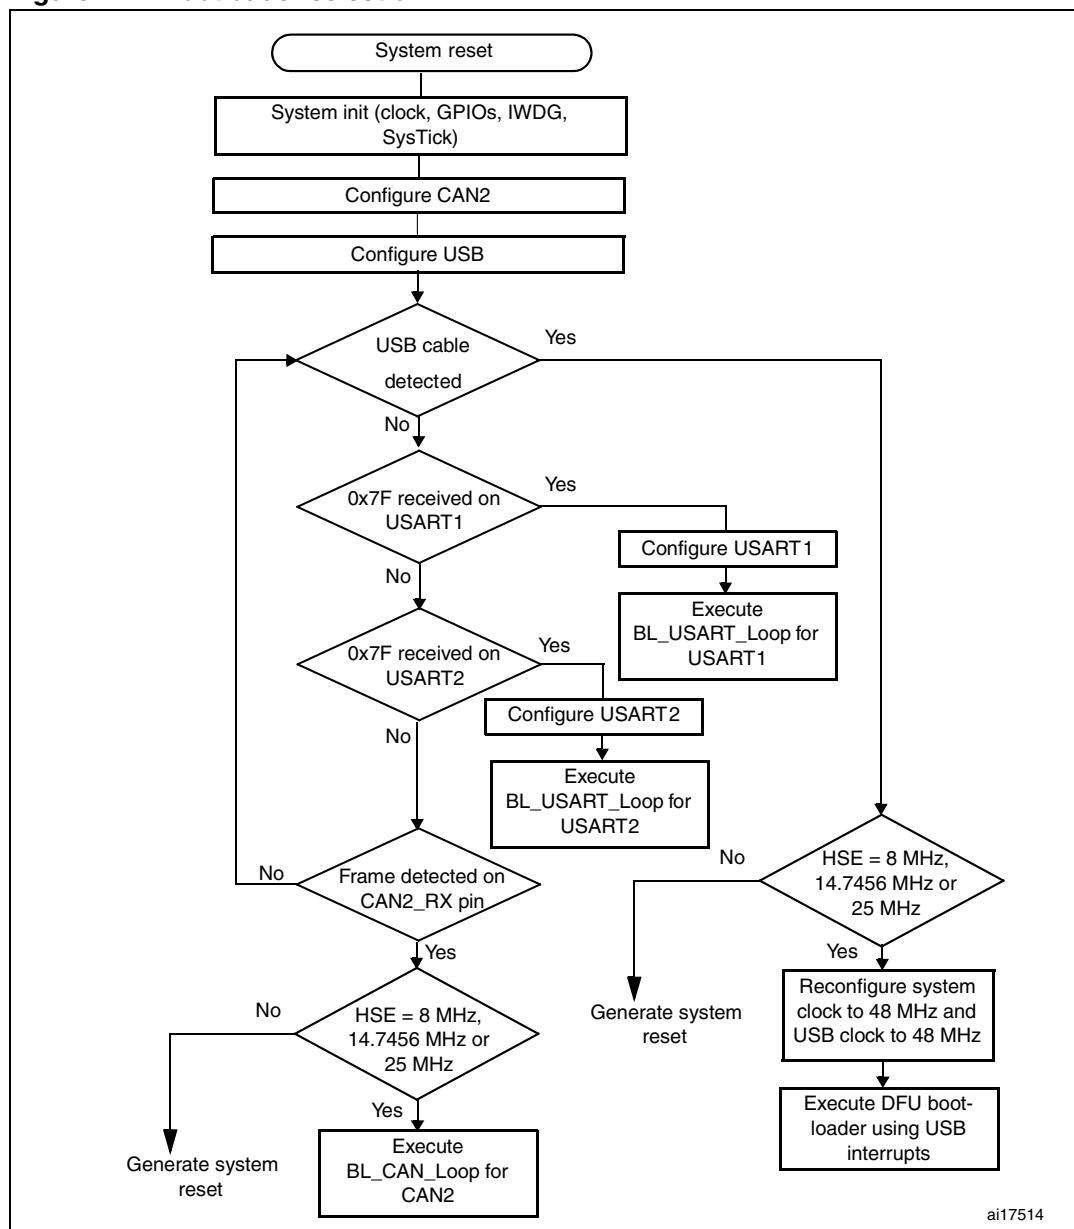 System reset
System init (clock, GPIOs, IWDG,
SysTick)
Configure CAN2
Configure USB
USB cable
detected
Yes
No
0x7F received on
USART1
Yes
Configure USART1
Execute
BL_USART_Loop for
USART1
No
0x7F received on
USART2
Yes
Configure USART2
Execute
BL_USART_Loop for
USART2
No
Frame detected on
CAN2_RX pin
No
Yes
HSE = 8 MHz,
14.7456 MHz or
25 MHz
No
Generate system
reset
Yes
Execute
BL_CAN_Loop for
CAN2
HSE = 8 MHz,
14.7456 MHz or
25 MHz
No
Generate system
reset
Yes
Reconfigure system
clock to 48 MHz and
USB clock to 48 MHz
Execute DFU boot-
loader using USB
interrupts
ai17514